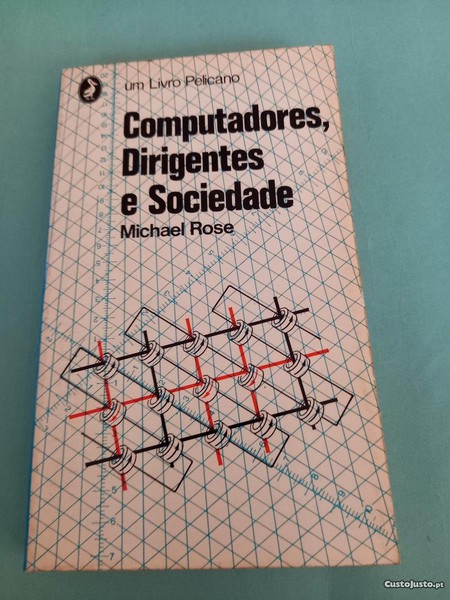 um Livro Pelicano
Computadores,
Dirigentes
e Sociedade
Michael Rose
CustoJusto.pt